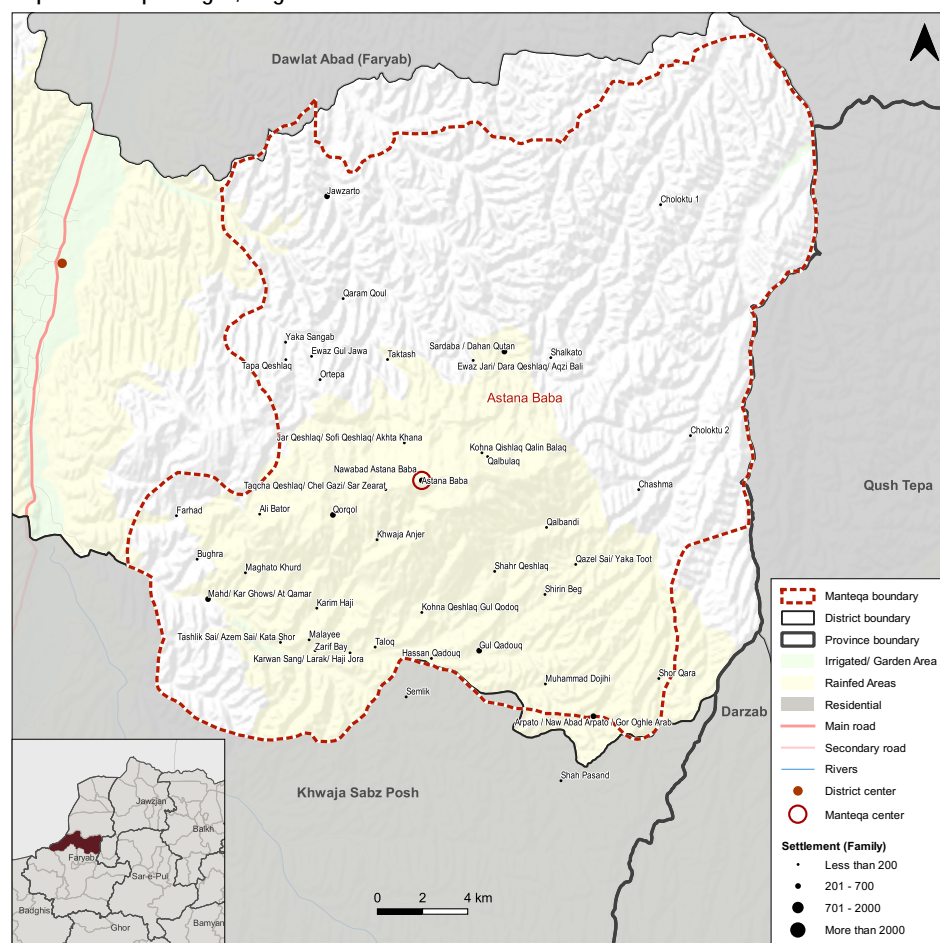 Dawlat Abad (Faryab)
Jawzarto
Choloktu 1
Qaram Qoul
Yaka Sangab
Ewaz Gul Jawa
Tapa Qeshlaq
Ortepa
Taktash
Sardaba / Dahan Qutan
Shalkato
Ewaz Jari/ Dara Qeshlaq/ Aqzi Bali
Astana Baba
Choloktu 2
Jar Qeshlaq/ Sofi Qeshlaq/ Akhta Khana
Kohna Qishlaq Qalin Balaq
Qalbulaq
Nawabad Astana Baba
Astana Baba
Taqcha Qeshlaq/ Chel Gazi/ Sar Zearat
Chashma
Qush Tepa
Farhad
Ali Bator
Qorqol
Qalbandi
Khwaja Anjer
Bughra
Maghato Khurd
Shahr Qeshlaq
Qazel Sai/ Yaka Toot
Mahd/ Kar Ghows/ At Qamar
Karim Haji
Kohna Qeshlaq Gul Qodoq
Shirin Beg
Tashlik Sai/ Azem Sai/ Kata Shor
Malayee
Zarif Bay
Karwan Sang/ Larak/ Haji Jora
Taloq
Hassan Qadouq
Gul Qadouq
Semlik
Muhammad Dojihi
Shor Qara
Arpato / Naw Abad Arpato / Gor Oghle Arab
Darzab
Shah Pasand
Khwaja Sabz Posh
Manteqa boundary
District boundary
Province boundary
Irrigated/ Garden Area
Rainfed Areas
Residential
Main road
Secondary road
Rivers
District center
Manteqa center
Settlement (Family)
Less than 200
201 - 700
701 - 2000
More than 2000
0 2 4 km
Jawzjan
Balkh
Faryab
Sar-e-Pul
Badghis
Ghor
Bamyan